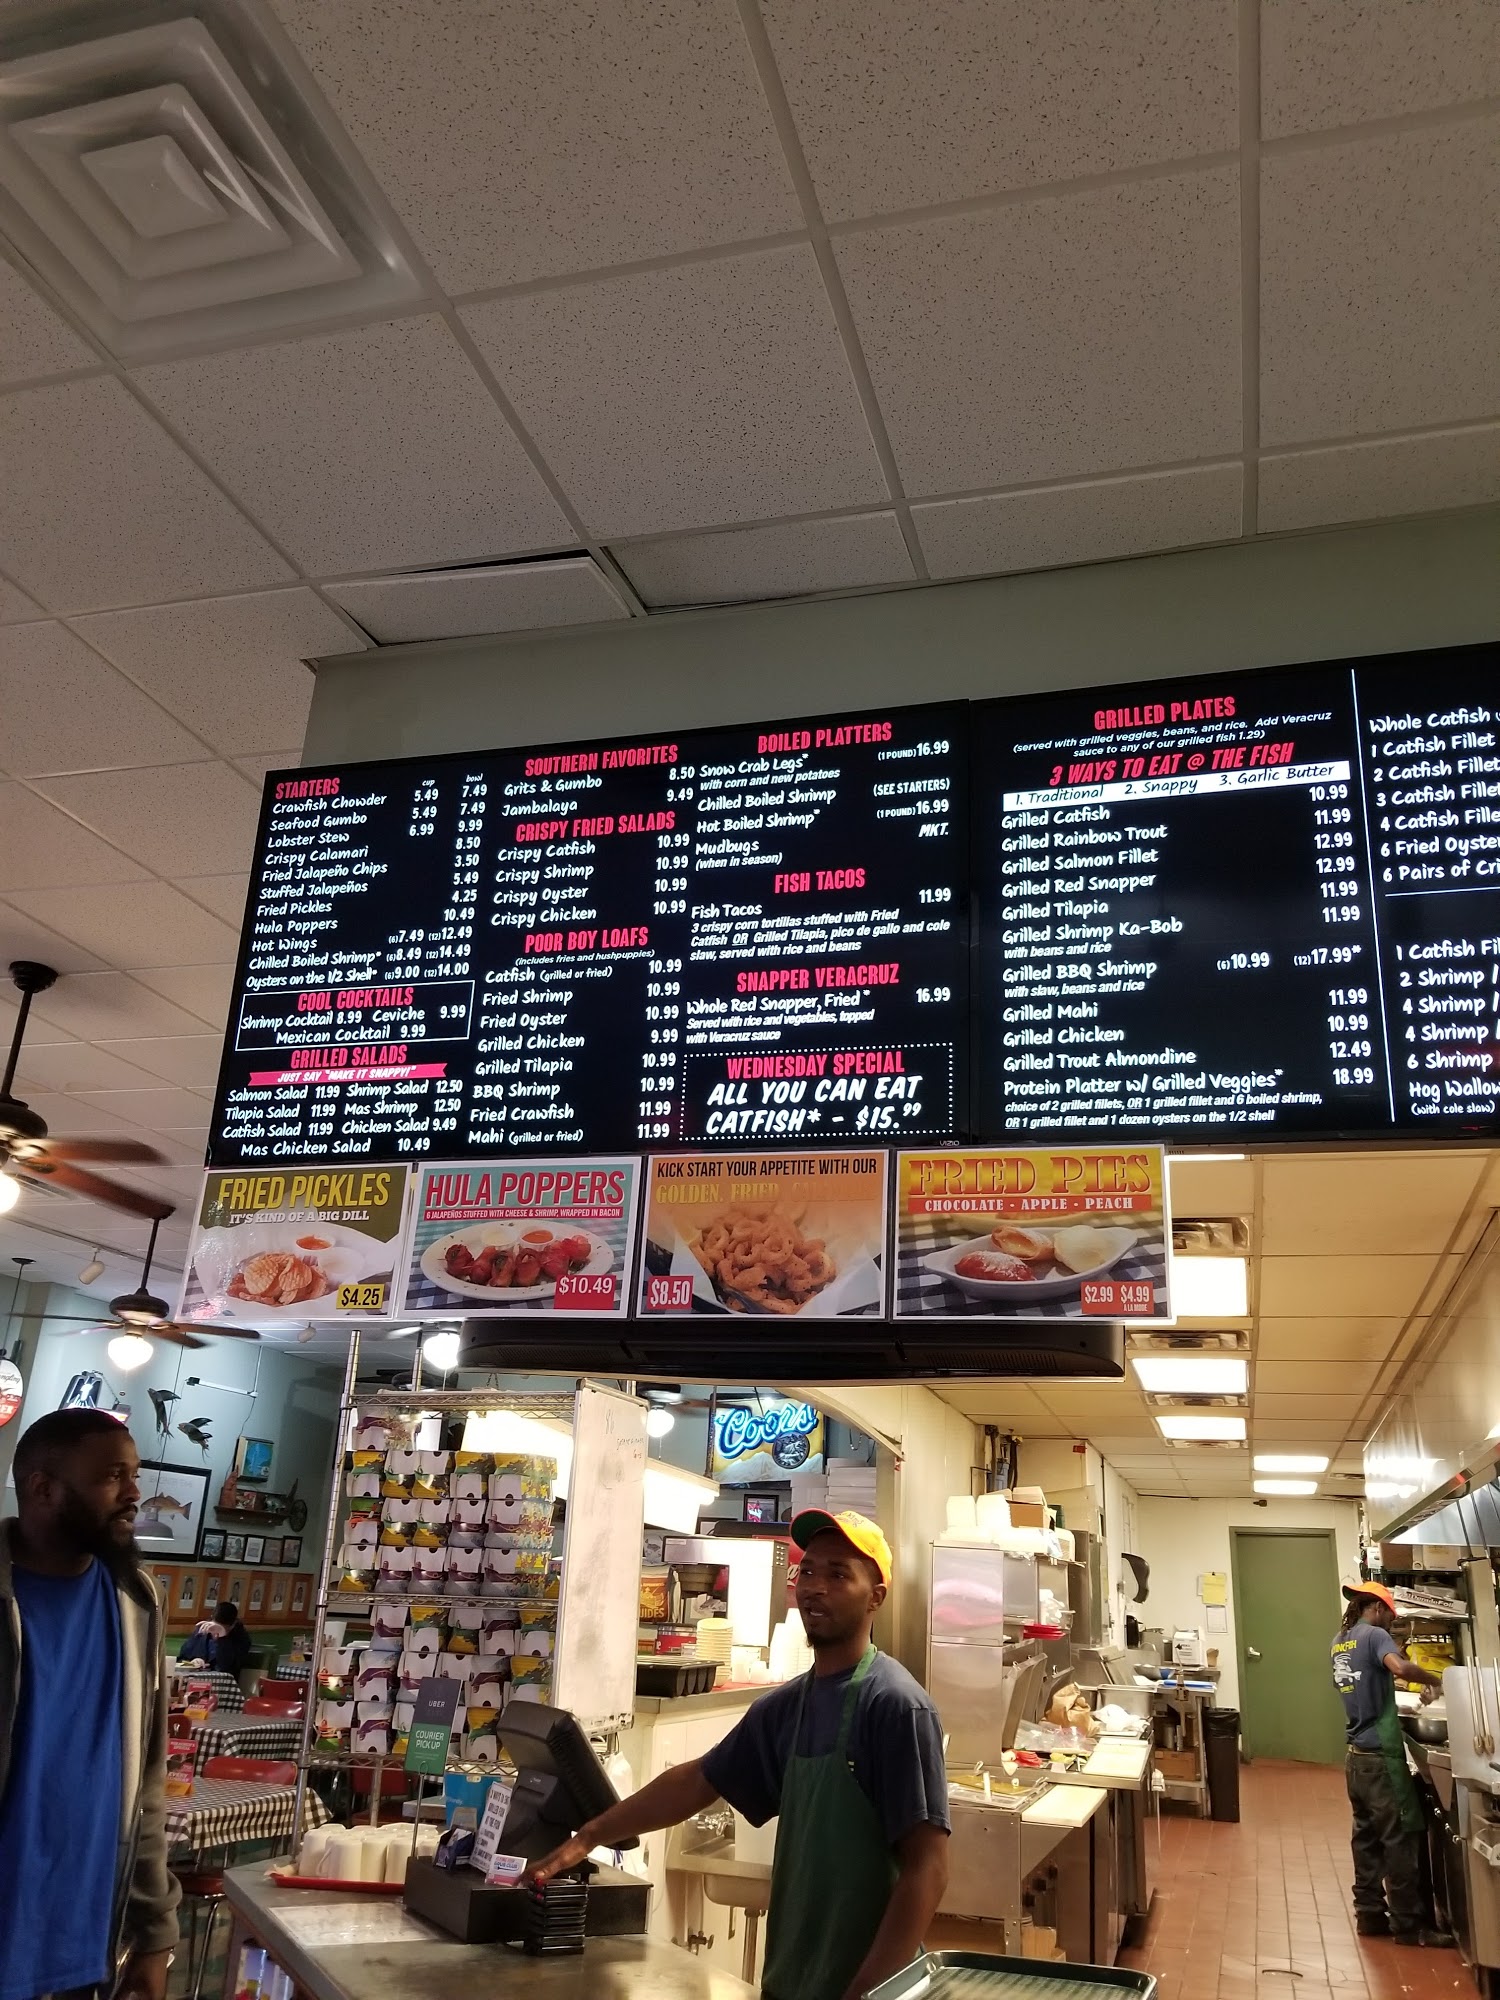 STARTERS
cup bowl
Crawfish Chowder 5.49 7.49
Seafood Gumbo 5.49 7.49
Lobster Stew 6.99 9.99
Crispy Calamari 8.50
Fried Jalapeño Chips 3.50
Stuffed Jalapeños 5.49
Fried Pickles 4.25
Hula Poppers 10.49
Hot Wings (6)7.49 (12)12.49
Chilled Boiled Shrimp* (6)8.49 (12)14.49
Oysters on the 1/2 Shell* (6)9.00 (12)14.00
COOL COCKTAILS
Shrimp Cocktail 8.99 Ceviche 9.99
Mexican Cocktail 9.99
GRILLED SALADS
JUST SAY "MAKE IT SNAPPY!"
Salmon Salad 11.99 Shrimp Salad 12.50
Tilapia Salad 11.99 Mas Shrimp 12.50
Catfish Salad 11.99 Chicken Salad 9.49
Mas Chicken Salad 10.49
SOUTHERN FAVORITES
Grits & Gumbo 8.50
Jambalaya 9.49
CRISPY FRIED SALADS
Crispy Catfish 10.99
Crispy Shrimp 10.99
Crispy Oyster 10.99
Crispy Chicken 10.99
POOR BOY LOAFS
(includes fries and hushpuppies)
Catfish (grilled or fried) 10.99
Fried Shrimp 10.99
Fried Oyster 10.99
Grilled Chicken 9.99
Grilled Tilapia 10.99
BBQ Shrimp 10.99
Fried Crawfish 11.99
Mahi (grilled or fried) 11.99
BOILED PLATTERS
Snow Crab Legs* (1 POUND) 16.99
with corn and new potatoes
Chilled Boiled Shrimp (SEE STARTERS)
Hot Boiled Shrimp* (1 POUND) 16.99
Mudbugs MKT.
(when in season)
FISH TACOS
Fish Tacos 11.99
3 crispy corn tortillas stuffed with Fried
Catfish OR Grilled Tilapia, pico de gallo and cole
slaw, served with rice and beans
SNAPPER VERACRUZ
Whole Red Snapper, Fried* 16.99
Served with rice and vegetables, topped
with Veracruz sauce
WEDNESDAY SPECIAL
ALL YOU CAN EAT
CATFISH* - $15.99
VIZIO
GRILLED PLATES
(served with grilled veggies, beans, and rice. Add Veracruz
sauce to any of our grilled fish 1.29)
3 WAYS TO EAT @ THE FISH
1. Traditional 2. Snappy 3. Garlic Butter
Grilled Catfish 10.99
Grilled Rainbow Trout 11.99
Grilled Salmon Fillet 12.99
Grilled Red Snapper 12.99
Grilled Tilapia 11.99
Grilled Shrimp Ka-Bob 11.99
with beans and rice
Grilled BBQ Shrimp (6) 10.99 (12) 17.99*
with slaw, beans and rice
Grilled Mahi 11.99
Grilled Chicken 10.99
Grilled Trout Almondine 12.49
Protein Platter w/ Grilled Veggies* 18.99
choice of 2 grilled fillets, OR 1 grilled fillet and 6 boiled shrimp,
OR 1 grilled fillet and 1 dozen oysters on the 1/2 shell
Whole Catfish
1 Catfish Fillet
2 Catfish Fillet
3 Catfish Fille
4 Catfish Fille
6 Fried Oyste
6 Pairs of Cri
1 Catfish Fi
2 Shrimp
4 Shrimp
4 Shrimp
6 Shrimp
Hog Wallow
(with cole slaw)
FRIED PICKLES
IT'S KIND OF A BIG DILL
$4.25
HULA POPPERS
6 JALAPEÑOS STUFFED WITH CHEESE & SHRIMP, WRAPPED IN BACON
$10.49
KICK START YOUR APPETITE WITH OUR
GOLDEN, FRIED
$8.50
FRIED PIES
CHOCOLATE - APPLE - PEACH
$2.99 $4.99
A LA MODE
Coors
UBER
COURIER
PICK UP